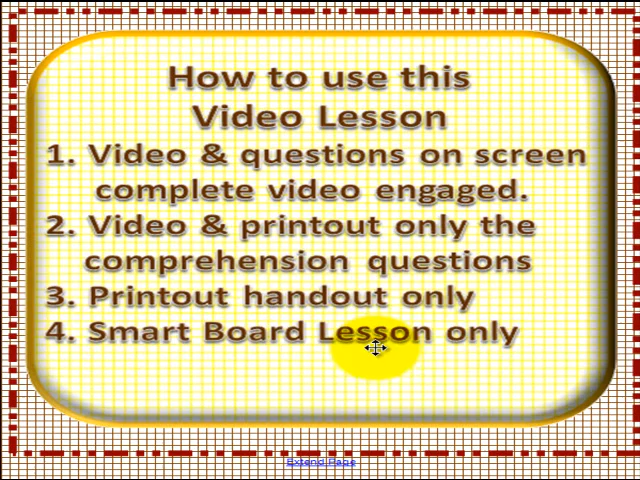 How to use this
Video Lesson
1. Video & questions on screen
complete video engaged.
2. Video & printout only the
comprehension questions
3. Printout handout only
4. Smart Board Lesson only
Extend Page